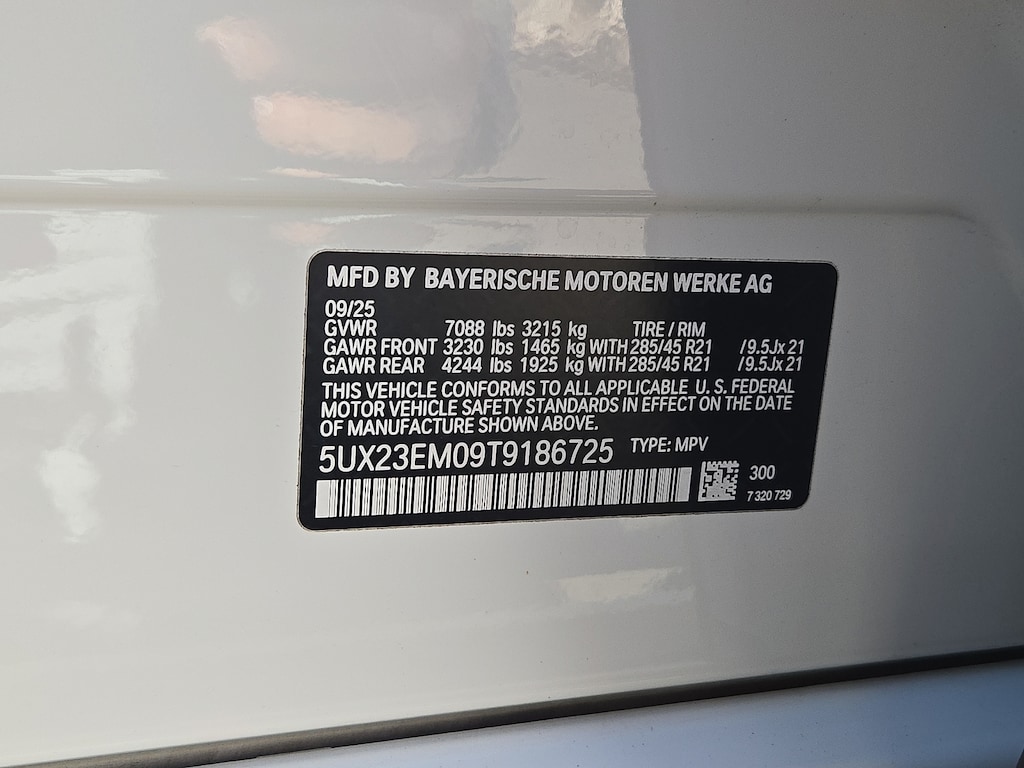 MFD BY BAYERISCHE MOTOREN WERKE AG
09/25
GVWR 7088 lbs 3215 kg TIRE / RIM
GAWR FRONT 3230 lbs 1465 kg WITH 285/45 R21 /9.5Jx 21
GAWR REAR 4244 lbs 1925 kg WITH 285/45 R21 /9.5Jx 21
THIS VEHICLE CONFORMS TO ALL APPLICABLE U. S. FEDERAL
MOTOR VEHICLE SAFETY STANDARDS IN EFFECT ON THE DATE
OF MANUFACTURE SHOWN ABOVE.
5UX23EM09T9186725 TYPE: MPV
300
7 320 729